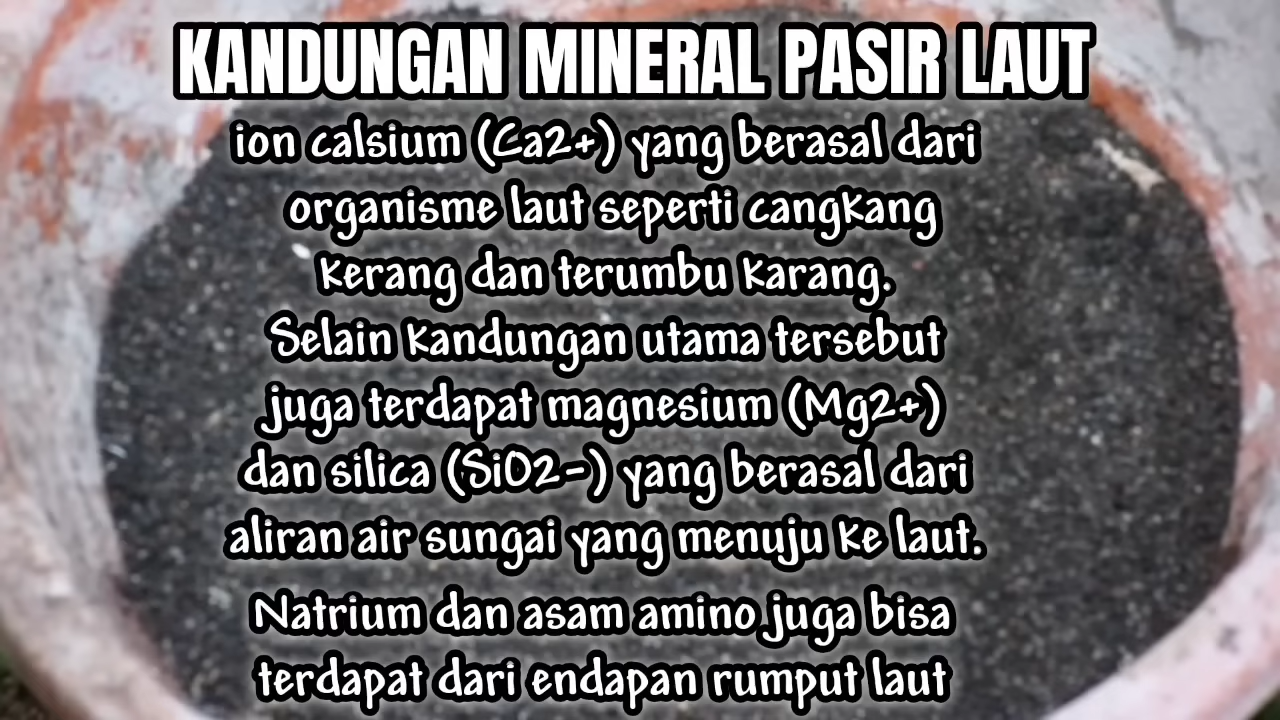 KANDUNGAN MINERAL PASIR LAUT
ion calsium (Ca2+) yang berasal dari
organisme laut seperti cangkang
kerang dan terumbu karang.
Selain kandungan utama tersebut
juga terdapat magnesium (Mg2+)
dan silica (SiO2-) yang berasal dari
aliran air sungai yang menuju ke laut.
Natrium dan asam amino juga bisa
terdapat dari endapan rumput laut